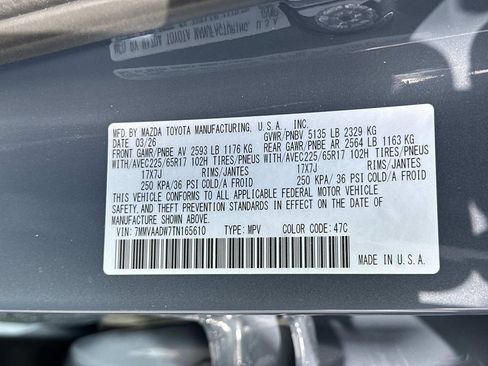 MFD. BY MAZDA TOYOTA MANUFACTURING, U.S.A., INC.
DATE 03/26 GVWR/PNBV 5135 LB 2329 KG
FRONT GAWR/PNBE AV 2593 LB 1176 KG REAR GAWR/PNBE AR 2564 LB 1163 KG
WITH/AVEC225/65R17 102H TIRES/PNEUS WITH/AVEC225/65R17 102H TIRES/PNEUS
17X7J RIMS/JANTES 17X7J RIMS/JANTES
250 KPA/36 PSI COLD/A FROID 250 KPA/36 PSI COLD/A FROID
THIS VEHICLE CONFORMS TO ALL APPLICABLE FEDERAL MOTOR VEHICLE
SAFETY, AND THEFT PREVENTION STANDARDS IN EFFECT ON THE DATE OF
MANUFACTURE SHOWN ABOVE.
VIN: 7MMVAADW7TN165610 TYPE: MPV COLOR CODE: 47C
MADE IN U.S.A.